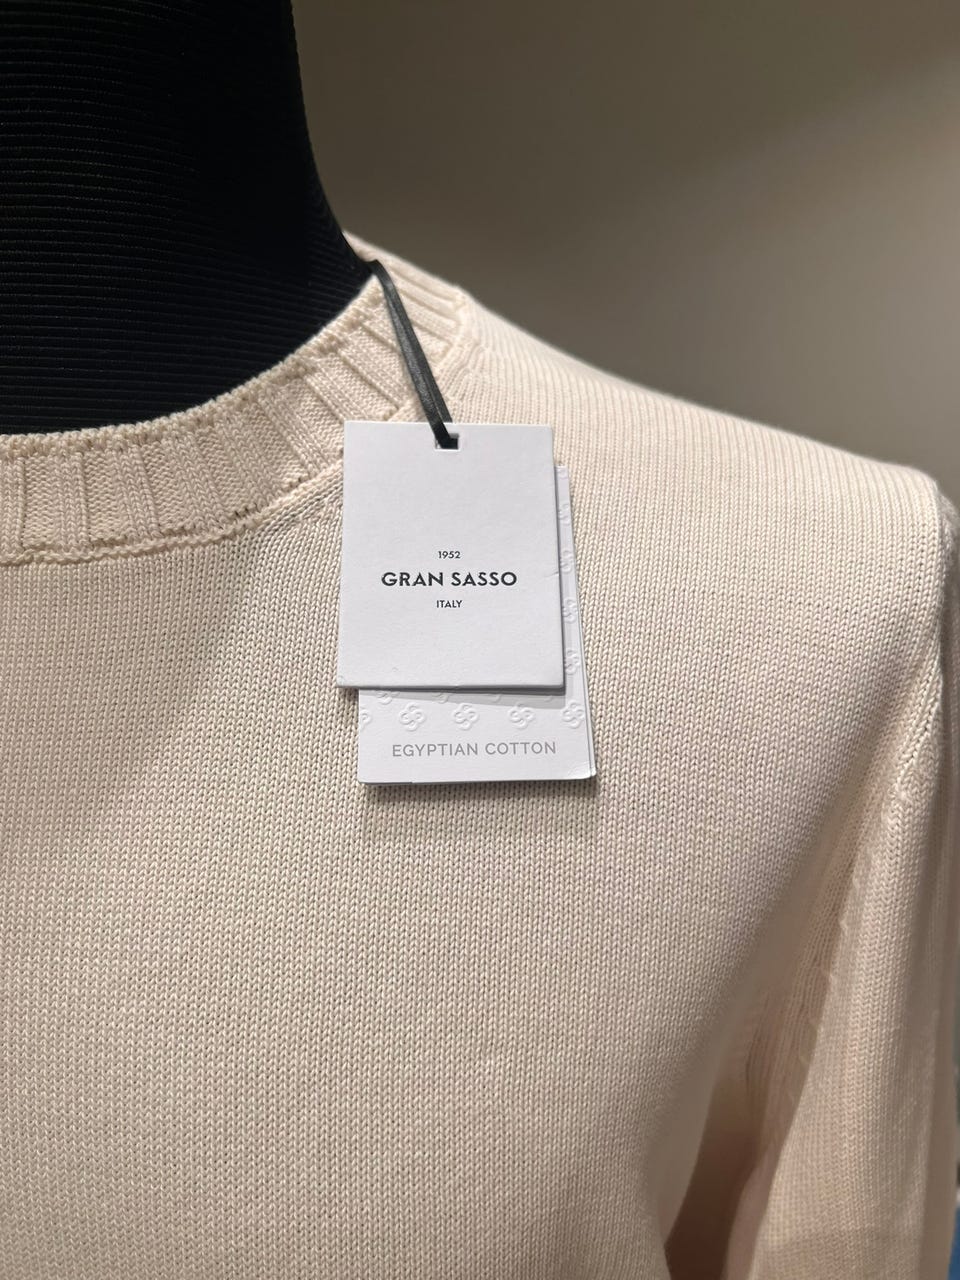 1952
GRAN SASSO
ITALY
EGYPTIAN COTTON